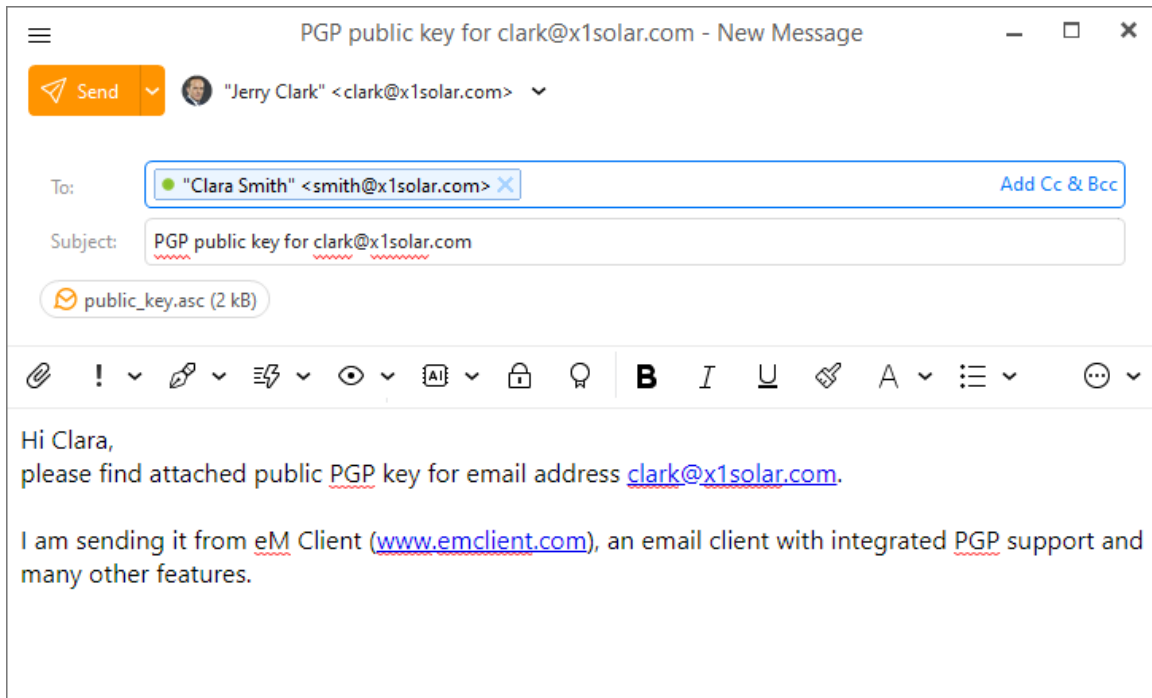 PGP public key for clark@x1solar.com - New Message
Send "Jerry Clark" <clark@x1solar.com>
To: "Clara Smith" <smith@x1solar.com> Add Cc & Bcc
Subject: PGP public key for clark@x1solar.com
public_key.asc (2 kB)
! AI B I U A
Hi Clara,
please find attached public PGP key for email address clark@x1solar.com.
I am sending it from eM Client (www.emclient.com), an email client with integrated PGP support and
many other features.